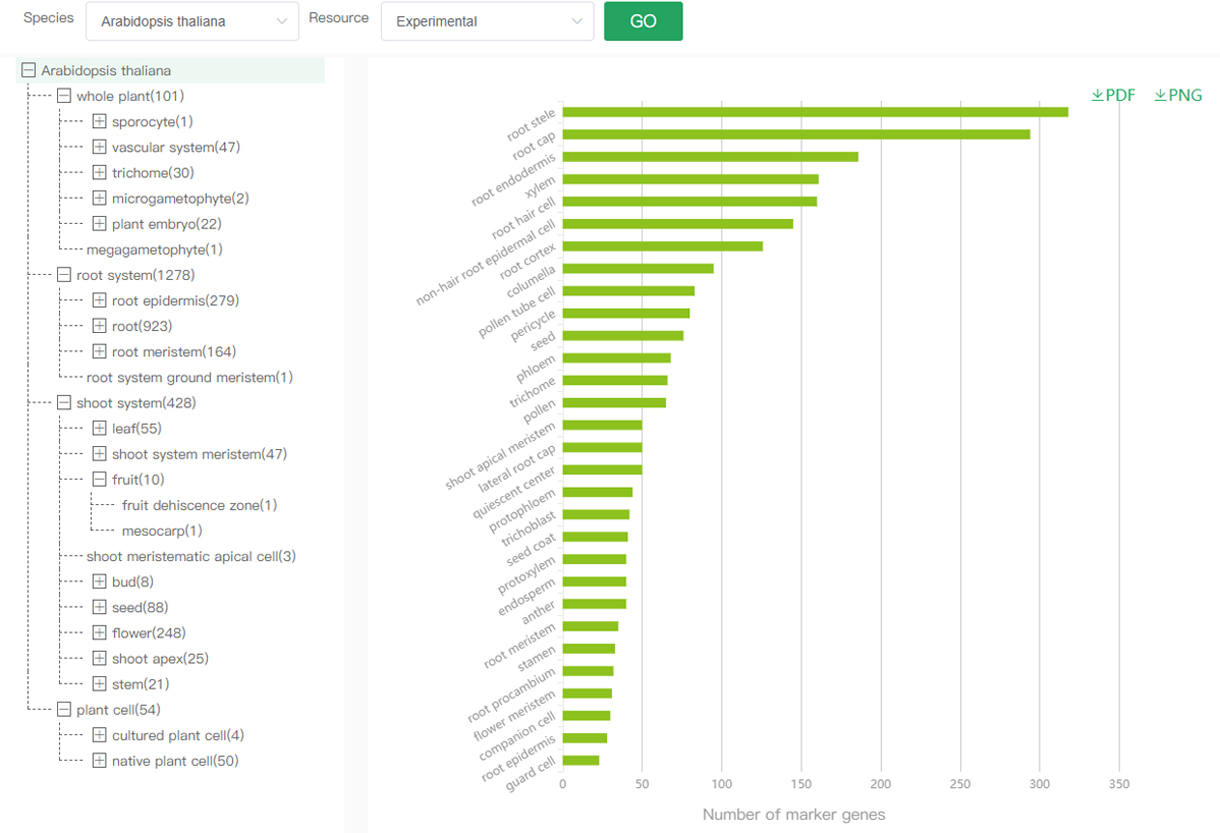 Species Arabidopsis thaliana Resource Experimental GO
Arabidopsis thaliana
whole plant(101)
sporocyte(1)
vascular system(47)
trichome(30)
microgametophyte(2)
plant embryo(22)
megagametophyte(1)
root system(1278)
root epidermis(279)
root(923)
root meristem(164)
root system ground meristem(1)
shoot system(428)
leaf(55)
shoot system meristem(47)
fruit(10)
fruit dehiscence zone(1)
mesocarp(1)
shoot meristematic apical cell(3)
bud(8)
seed(88)
flower(248)
shoot apex(25)
stem(21)
plant cell(54)
cultured plant cell(4)
native plant cell(50)
PDF PNG
root stele
root cap
root endodermis
xylem
root hair cell
non-hair root epidermal cell
root cortex
columella
pollen tube cell
pericycle
seed
phloem
trichome
pollen
shoot apical meristem
lateral root cap
quiescent center
protophloem
trichoblast
seed coat
protoxylem
endosperm
anther
root meristem
stamen
root procambium
flower meristem
companion cell
root epidermis
guard cell
0 50 100 150 200 250 300 350
Number of marker genes